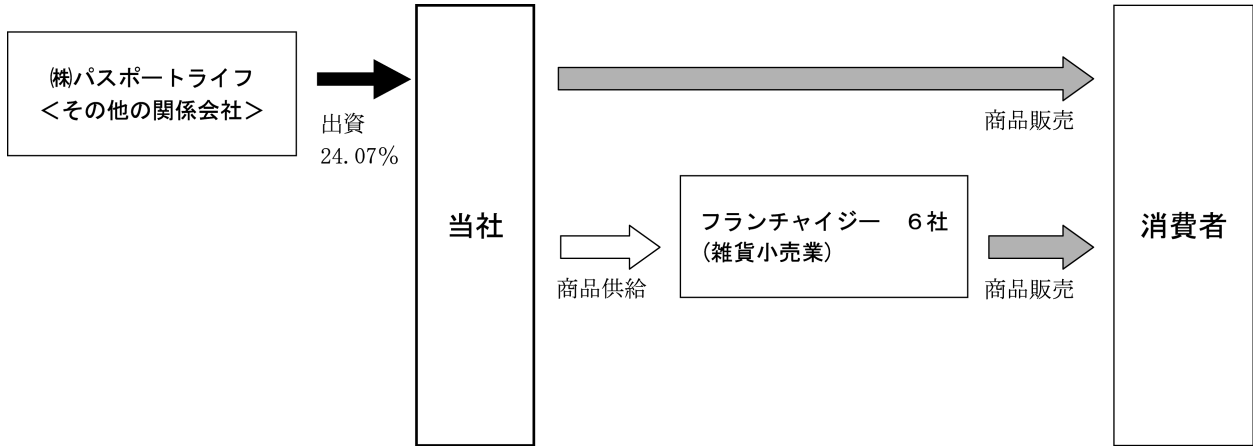 ㈱パスポートライフ
＜その他の関係会社＞
出資
24.07％
当社
商品販売
フランチャイジー　６社
(雑貨小売業)
商品供給
商品販売
消費者